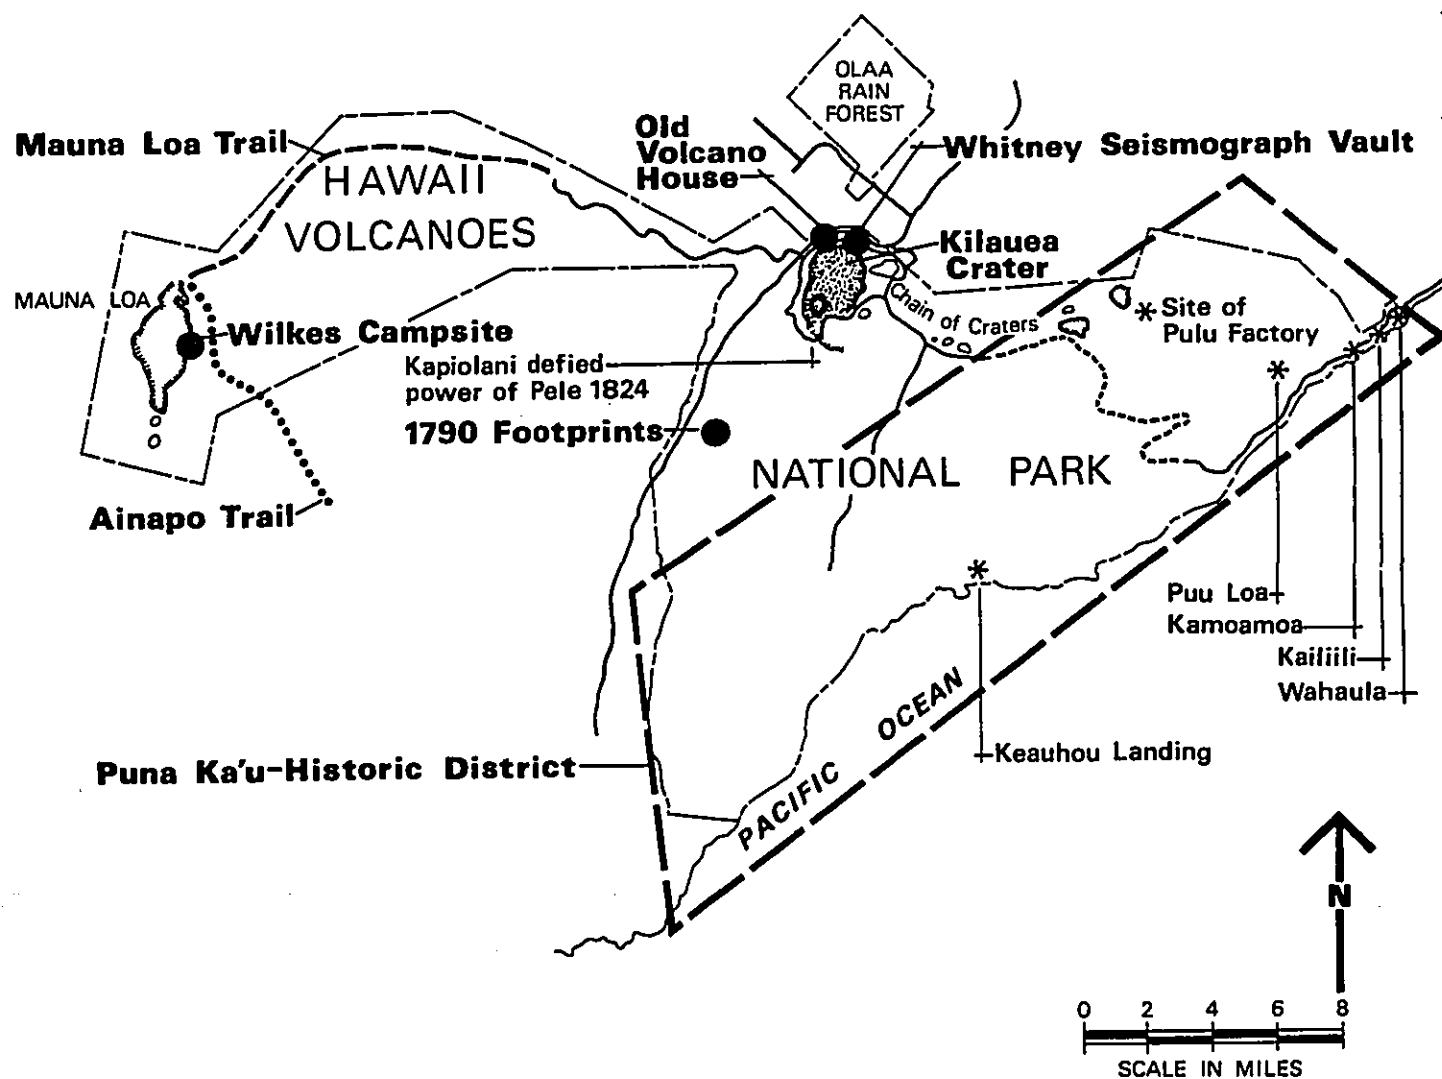 OLAA
RAIN
FOREST
Mauna Loa Trail
Old
Volcano
House
Whitney Seismograph Vault
HAWAII
VOLCANOES
Kilauea
Crater
MAUNA LOA
Chain of Craters
Site of
Pulu Factory
Wilkes Campsite
Kapiolani defied
power of Pele 1824
1790 Footprints
NATIONAL PARK
Ainapo Trail
Puu Loa
Kamoamoa
Kailiili
Wahaula
PACIFIC OCEAN
Keauhou Landing
Puna Ka'u-Historic District
N
0 2 4 6 8
SCALE IN MILES